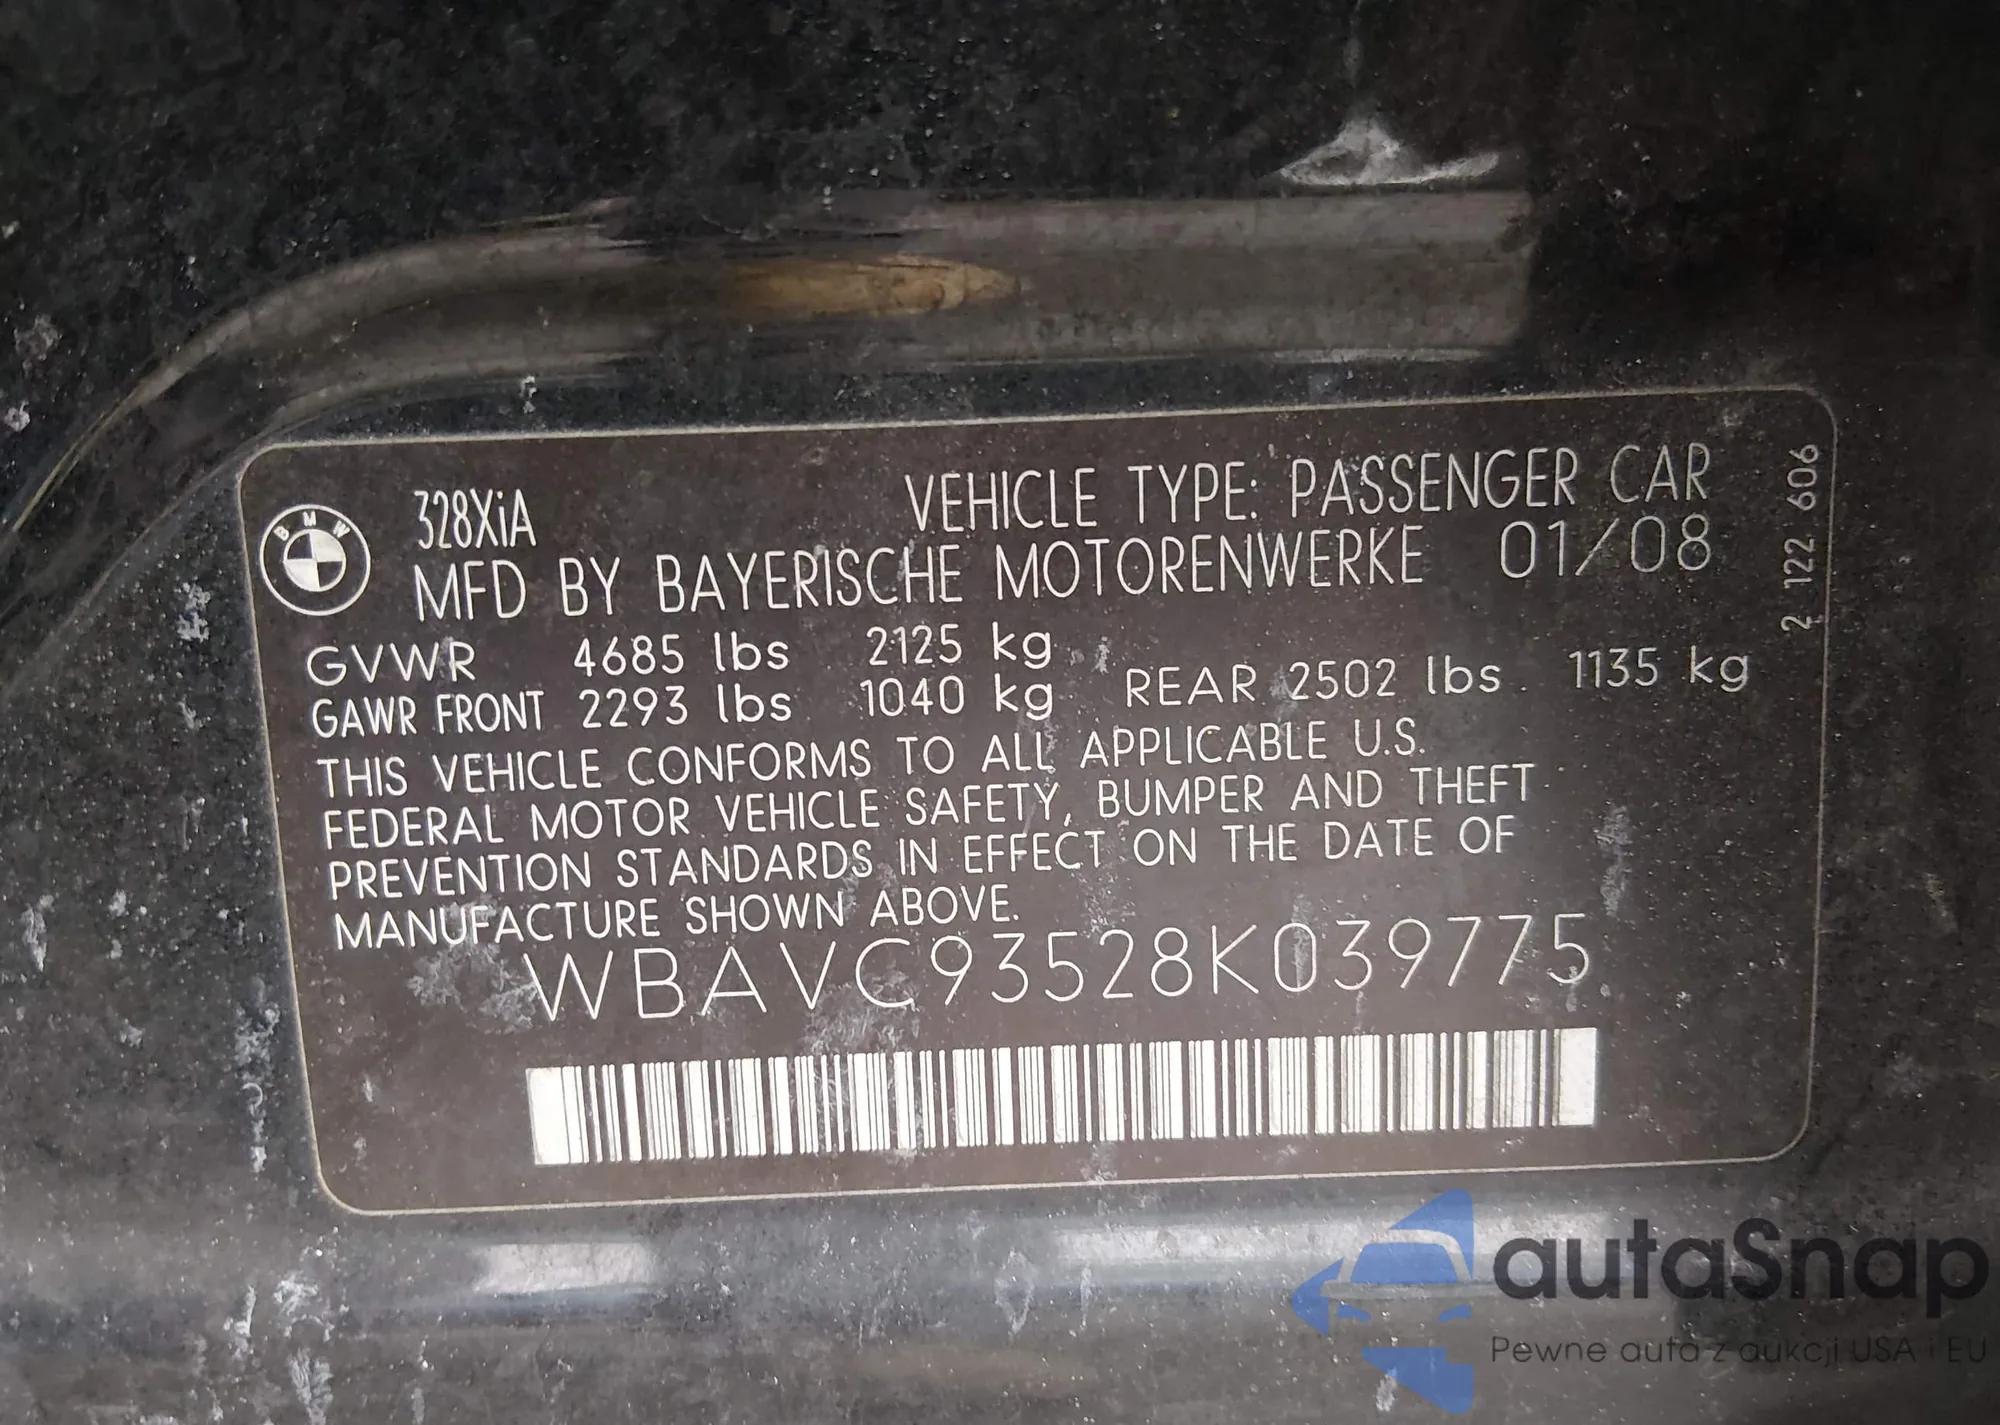 BMW
328XiA
VEHICLE TYPE: PASSENGER CAR
MFD BY BAYERISCHE MOTORENWERKE 01/08
GVWR 4685 lbs 2125 kg
GAWR FRONT 2293 lbs 1040 kg REAR 2502 lbs 1135 kg
THIS VEHICLE CONFORMS TO ALL APPLICABLE U.S.
FEDERAL MOTOR VEHICLE SAFETY, BUMPER AND THEFT
PREVENTION STANDARDS IN EFFECT ON THE DATE OF
MANUFACTURE SHOWN ABOVE.
WBAVC93528K039775
2 122 606
autaSnap
Pewne auta z aukcji USA i EU